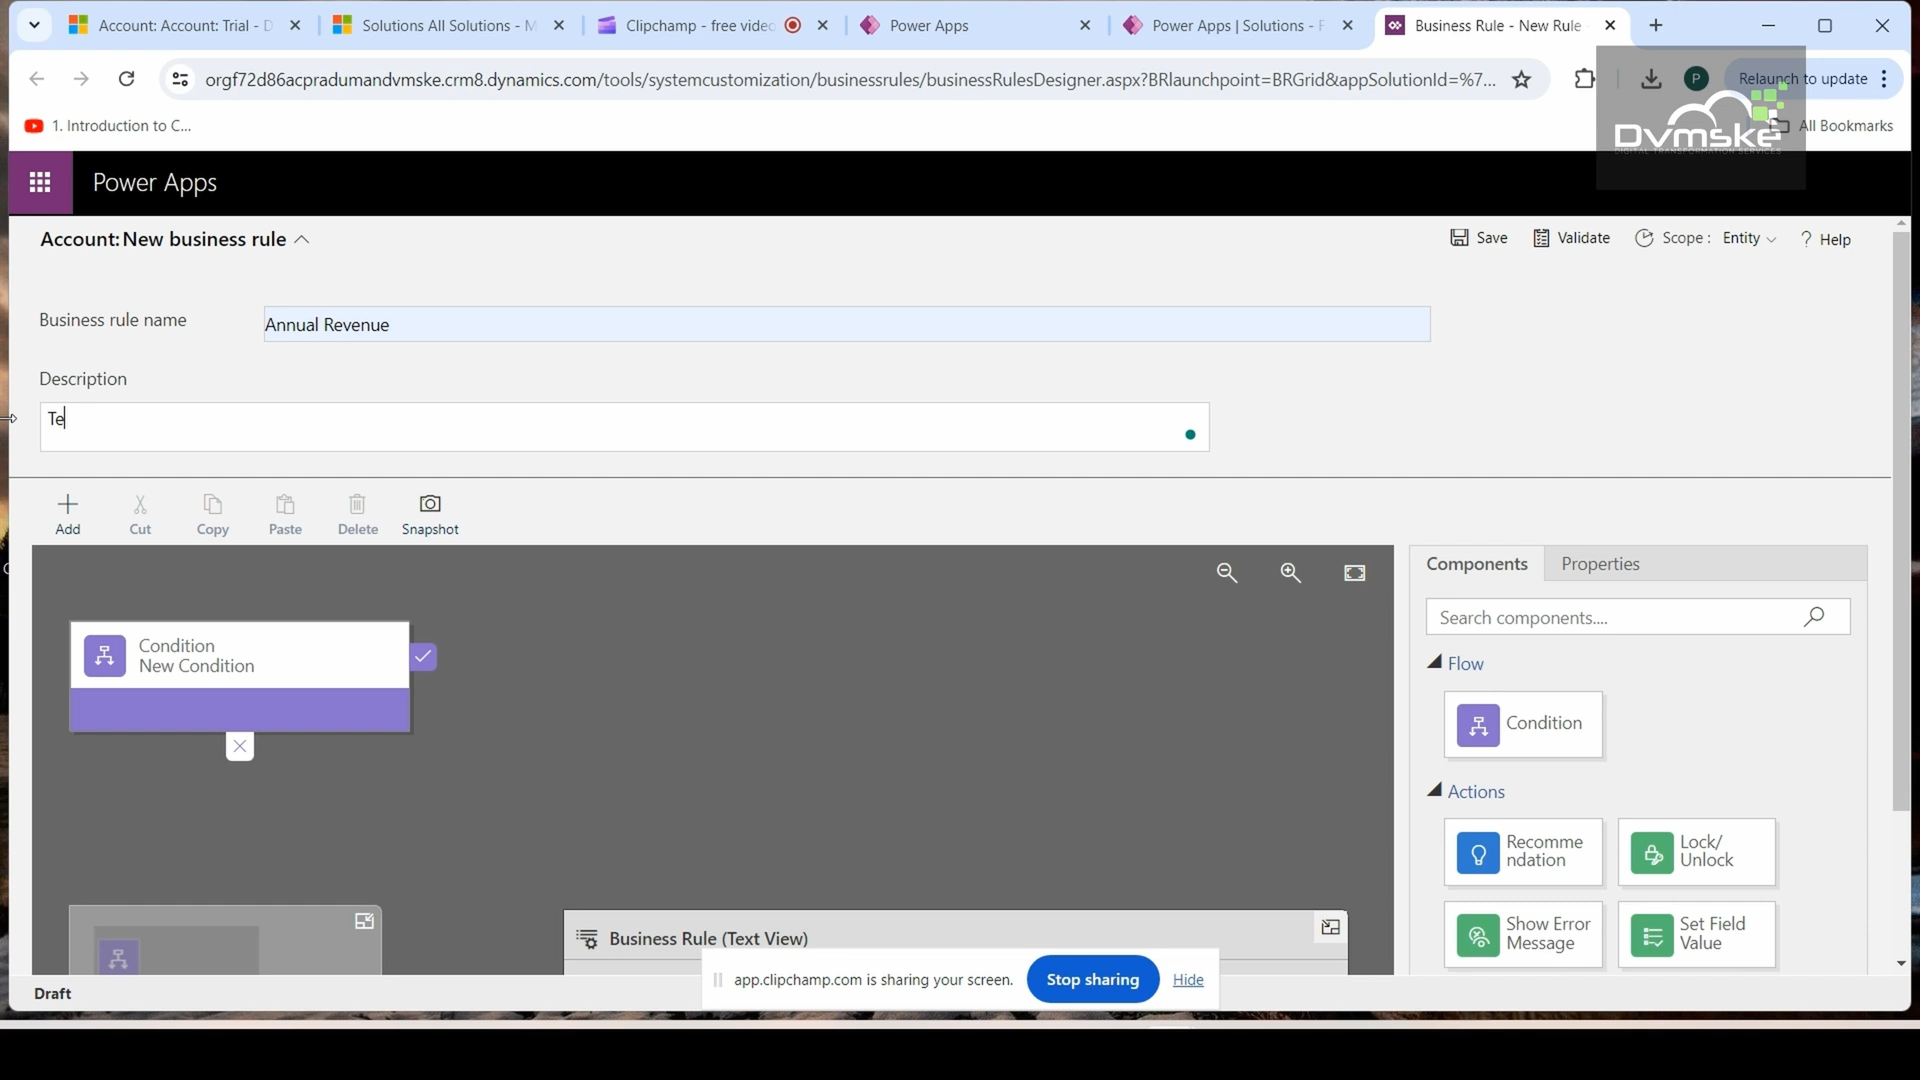 Account: Account: Trial - D
Solutions All Solutions - M
Clipchamp - free video
Power Apps
Power Apps | Solutions - F
Business Rule - New Rule
orgf72d86acpradumandvmske.crm8.dynamics.com/tools/systemcustomization/businessrules/businessRulesDesigner.aspx?BRlaunchpoint=BRGrid&appSolutionId=%7...
P
Relaunch to update
1. Introduction to C...
All Bookmarks
Dvmske
DIGITAL TRANSFORMATION SERVICES
Power Apps
Account: New business rule
Save
Validate
Scope :
Entity
? Help
Business rule name
Annual Revenue
Description
Te
Add
Cut
Copy
Paste
Delete
Snapshot
Condition
New Condition
Components
Properties
Search components....
Flow
Condition
Actions
Recomme
ndation
Lock/
Unlock
Show Error
Message
Set Field
Value
Business Rule (Text View)
app.clipchamp.com is sharing your screen.
Stop sharing
Hide
Draft